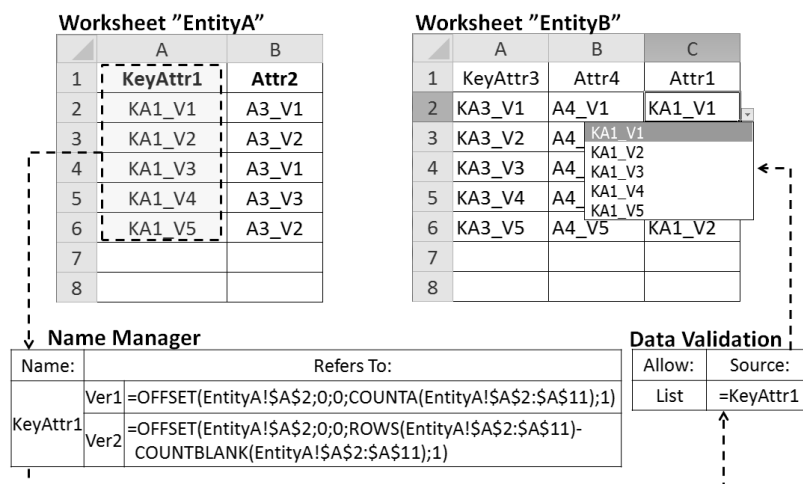 Worksheet ”EntityA”
A B
1 KeyAttr1 Attr2
2 KA1_V1 A3_V1
3 KA1_V2 A3_V2
4 KA1_V3 A3_V1
5 KA1_V4 A3_V3
6 KA1_V5 A3_V2
7
8
Worksheet ”EntityB”
A B C
1 KeyAttr3 Attr4 Attr1
2 KA3_V1 A4_V1 KA1_V1
3 KA3_V2 A4_
4 KA3_V3 A4_
5 KA3_V4 A4_
6 KA3_V5 A4_V5 KA1_V2
7
8
KA1_V1
KA1_V2
KA1_V3
KA1_V4
KA1_V5
Name Manager
Name: Refers To:
KeyAttr1
Ver1 =OFFSET(EntityA!$A$2;0;0;COUNTA(EntityA!$A$2:$A$11);1)
Ver2 =OFFSET(EntityA!$A$2;0;0;ROWS(EntityA!$A$2:$A$11)-
COUNTBLANK(EntityA!$A$2:$A$11);1)
Data Validation
Allow: Source:
List =KeyAttr1